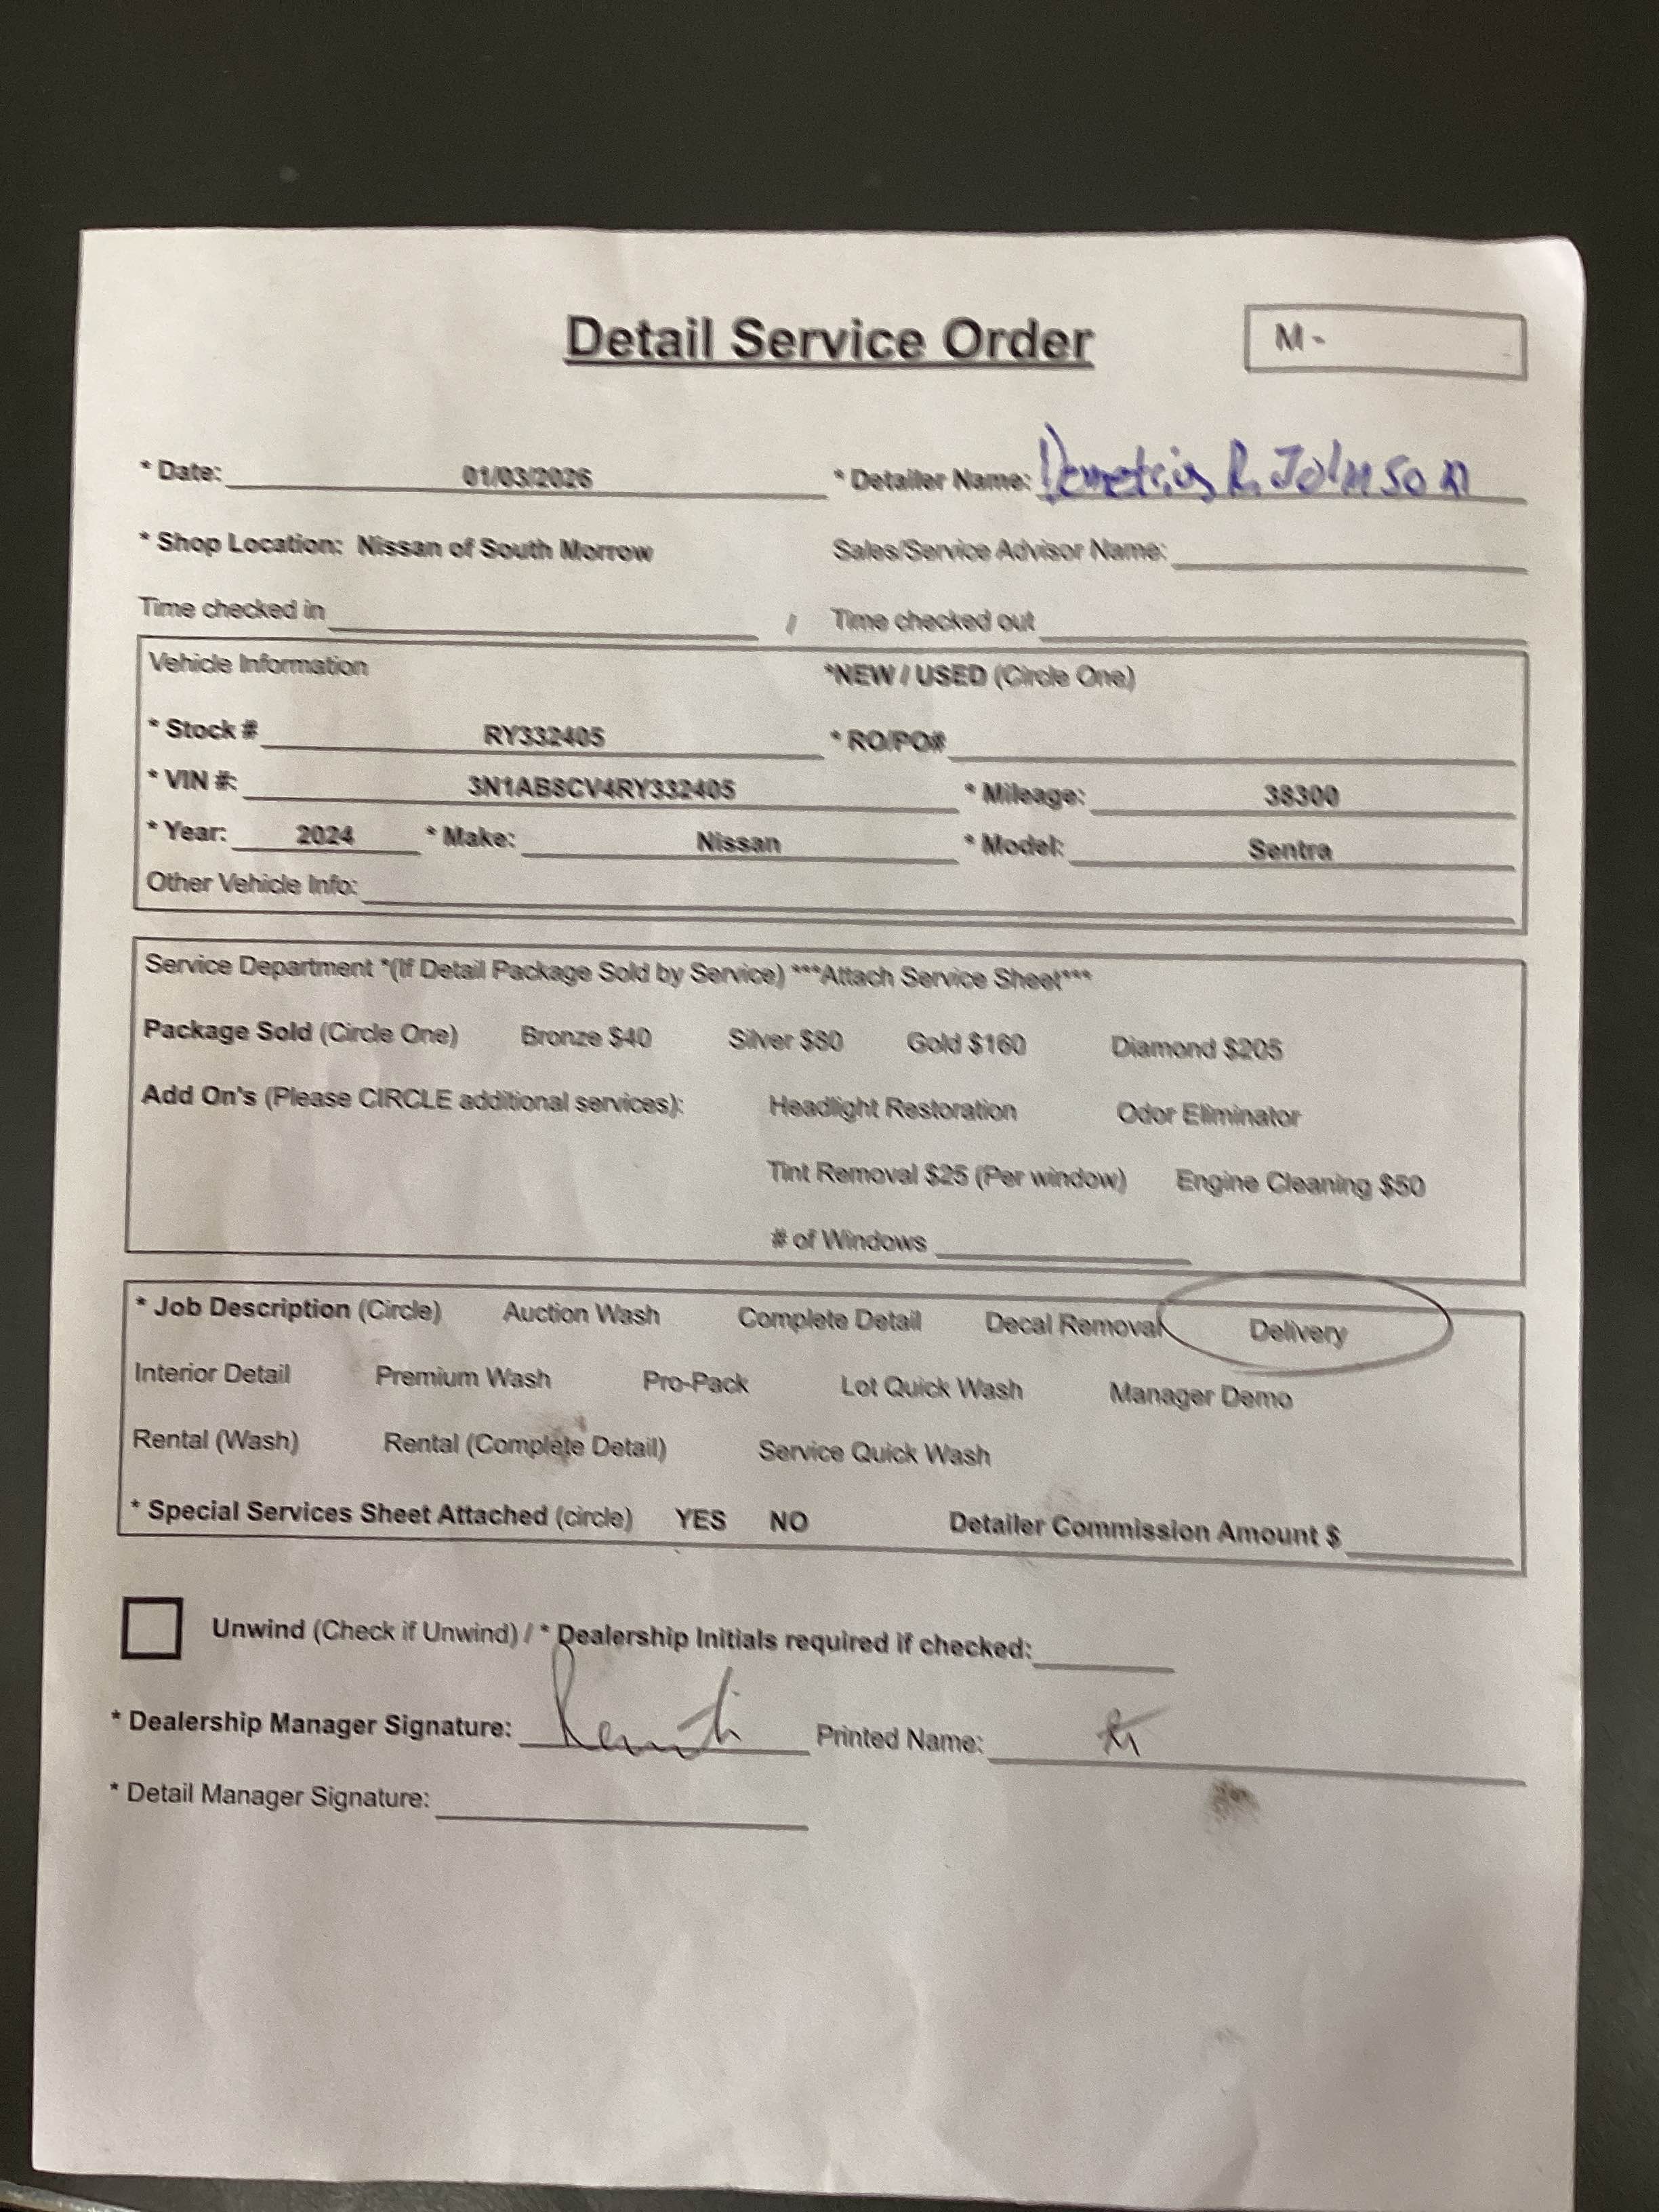 Detail Service Order
M -
* Date: 01/03/2026 * Detailer Name: Demetrius R. Johnson
* Shop Location: Nissan of South Morrow Sales/Service Advisor Name:
Time checked in / Time checked out
Vehicle Information *NEW / USED (Circle One)
* Stock # RY332405 * RO/PO#
* VIN #: 3N1AB8CV4RY332405 * Mileage: 38300
* Year: 2024 * Make: Nissan * Model: Sentra
Other Vehicle Info:
Service Department *(If Detail Package Sold by Service) ***Attach Service Sheet***
Package Sold (Circle One) Bronze $40 Silver $80 Gold $160 Diamond $205
Add On's (Please CIRCLE additional services): Headlight Restoration Odor Eliminator
Tint Removal $25 (Per window) Engine Cleaning $50
# of Windows
* Job Description (Circle) Auction Wash Complete Detail Decal Removal Delivery
Interior Detail Premium Wash Pro-Pack Lot Quick Wash Manager Demo
Rental (Wash) Rental (Complete Detail) Service Quick Wash
* Special Services Sheet Attached (circle) YES NO Detailer Commission Amount $
Unwind (Check if Unwind) / * Dealership Initials required if checked:
* Dealership Manager Signature: Printed Name:
* Detail Manager Signature: